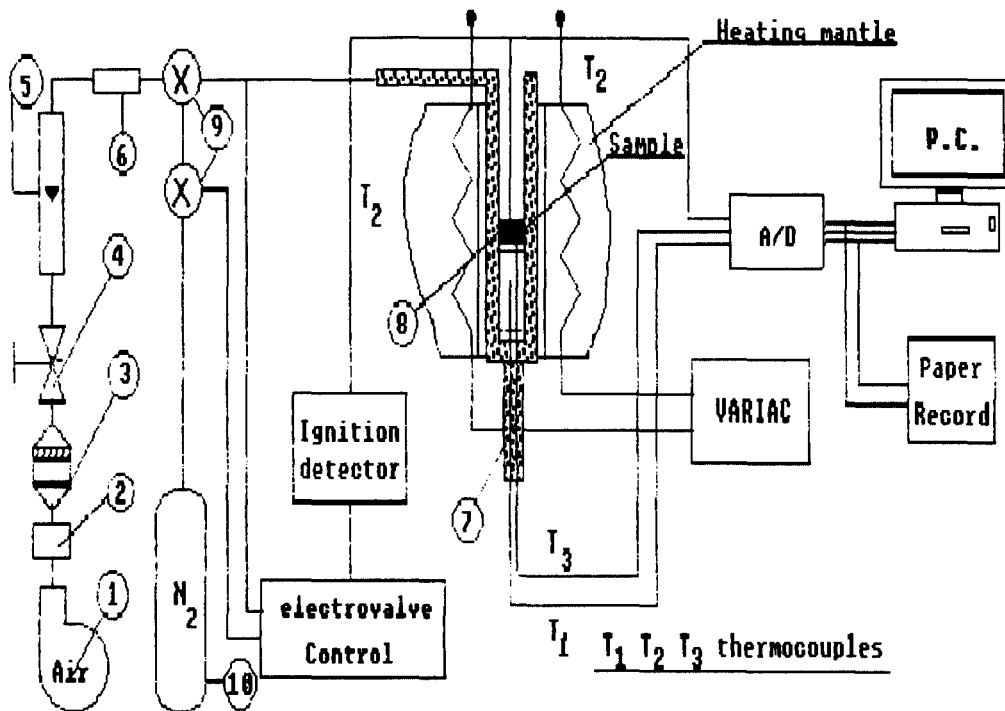 Heating mantle
5
T2
X
9
6
P.C.
Sample
X
T2
A/D
4
8
3
Paper
Record
VARIAC
Ignition
detector
2
7
T3
N2
1
electrovalve
Control
Air
T1
T1 T2 T3 thermocouples
10